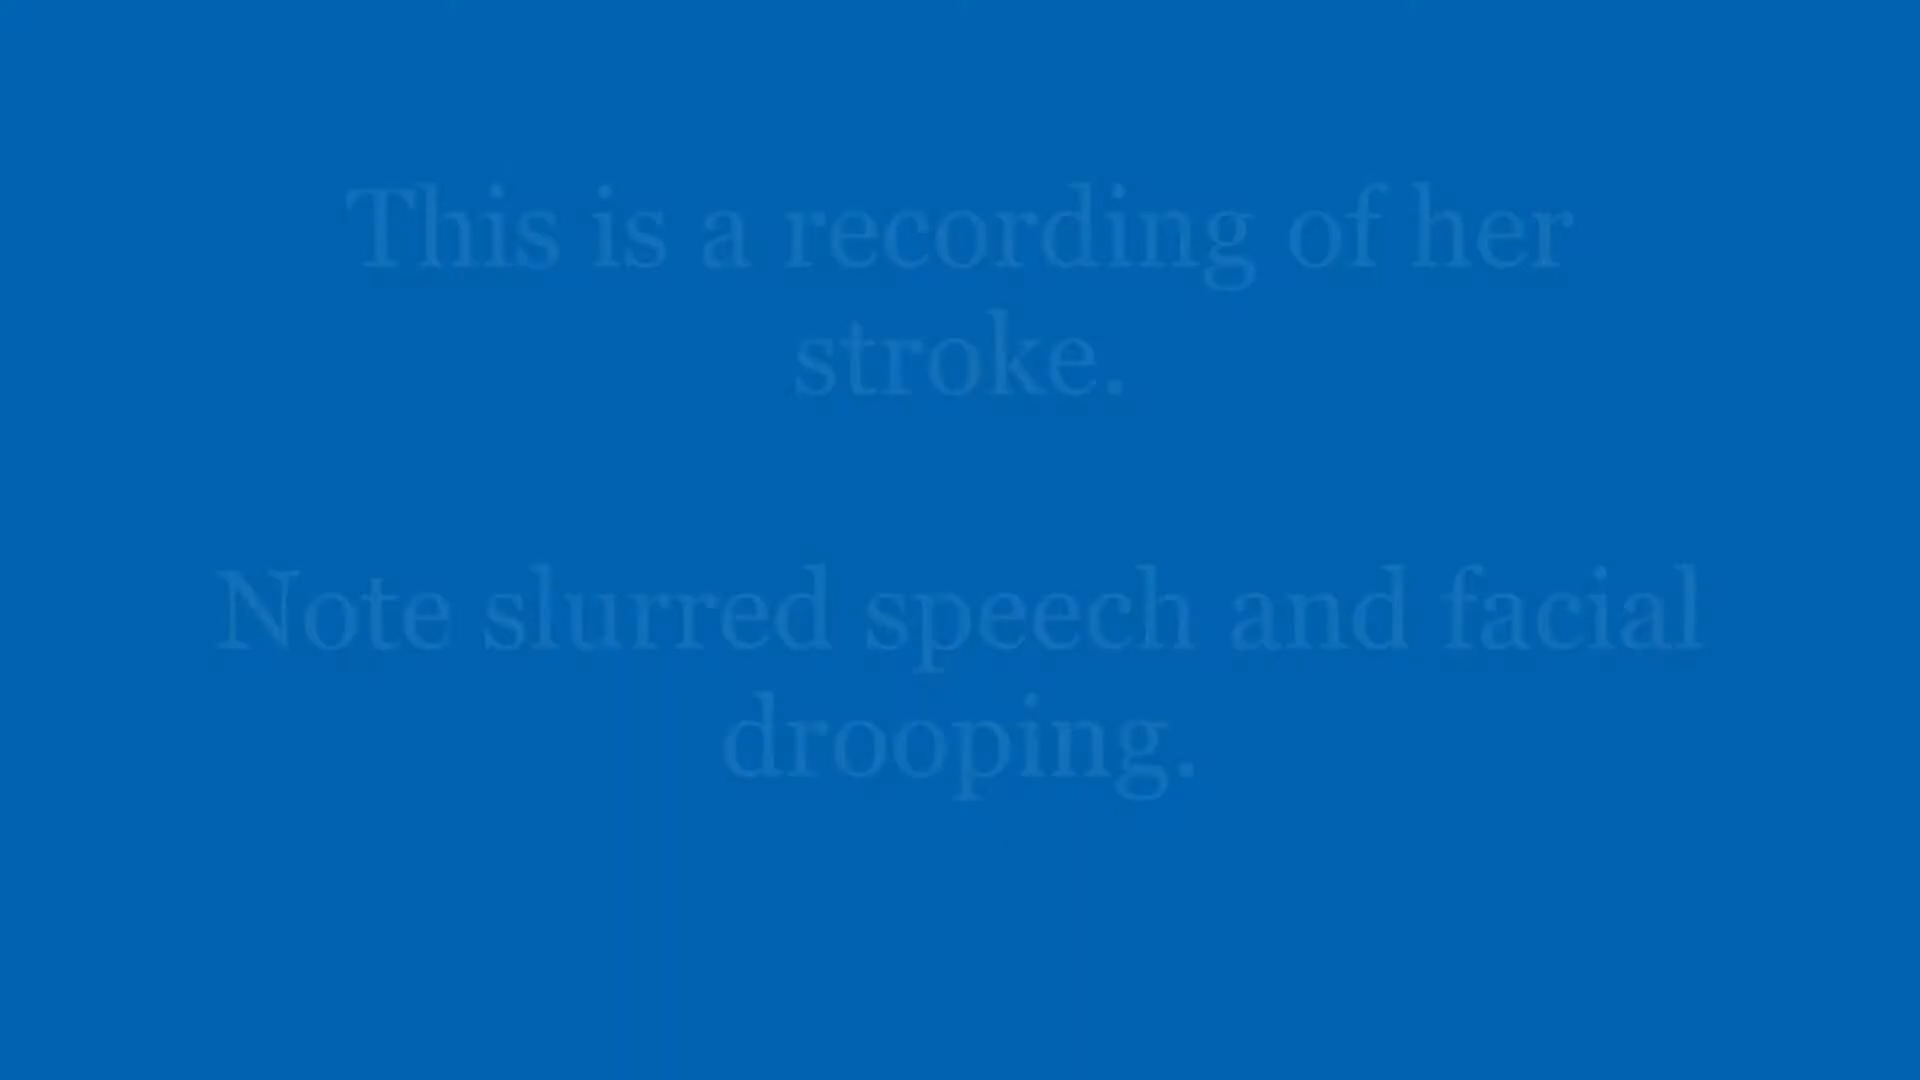 This is a recording of her
stroke.
Note slurred speech and facial
drooping.